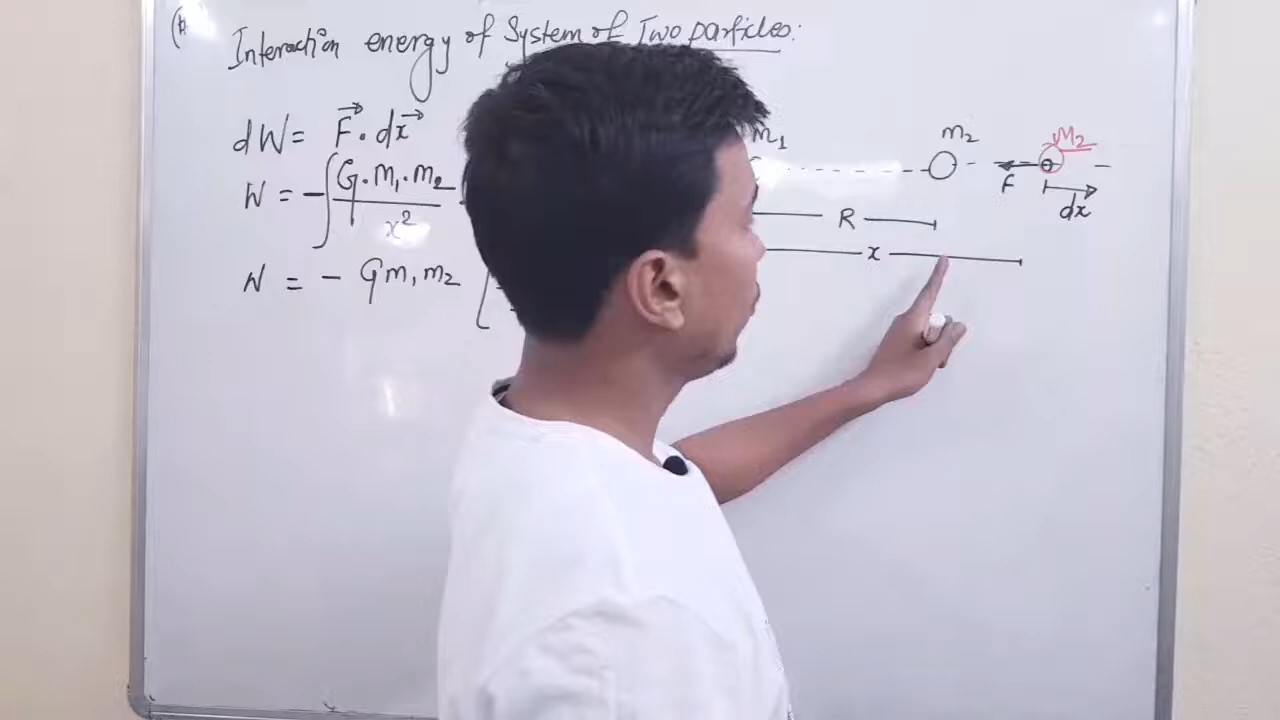 Interaction energy of System of Two particles:
dW = F⃗ . dx⃗
W = -∫ G.m₁.m₂ / x²
W = - Gm₁m₂ [
m₁ m₂ M₂
F dx
R
x